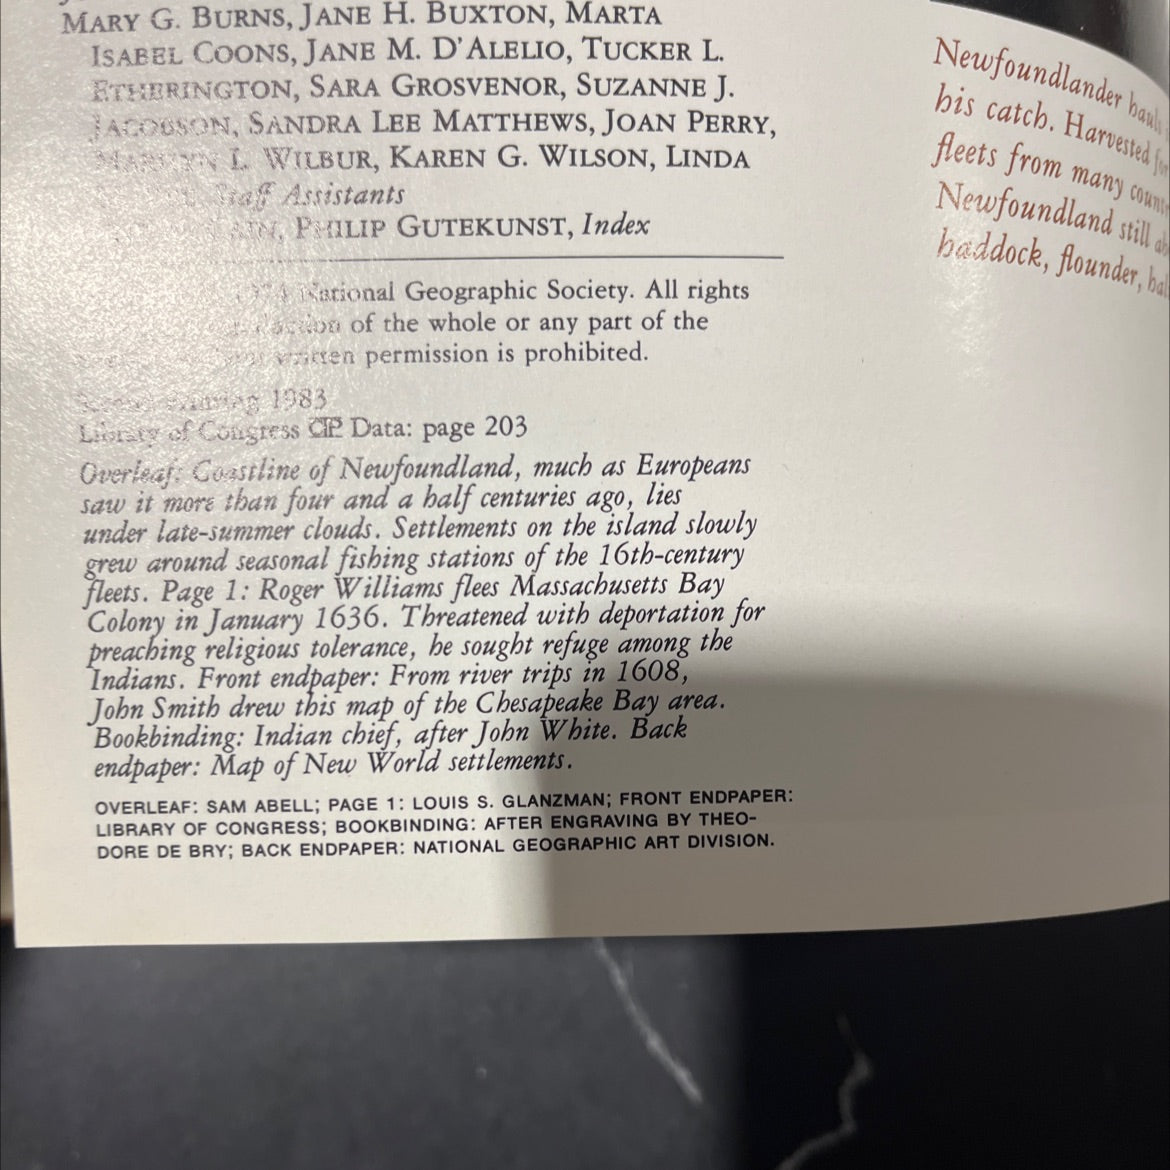 MARY G. BURNS, JANE H. BUXTON, MARTA
ISABEL COONS, JANE M. D'ALELIO, TUCKER L.
ETHERINGTON, SARA GROSVENOR, SUZANNE J.
JACOBSON, SANDRA LEE MATTHEWS, JOAN PERRY,
MARILYN L. WILBUR, KAREN G. WILSON, LINDA
Staff Assistants
PHILIP GUTEKUNST, Index
National Geographic Society. All rights
of the whole or any part of the
written permission is prohibited.
printing 1983
Library of Congress CIP Data: page 203
Overleaf: Coastline of Newfoundland, much as Europeans
saw it more than four and a half centuries ago, lies
under late-summer clouds. Settlements on the island slowly
grew around seasonal fishing stations of the 16th-century
fleets. Page 1: Roger Williams flees Massachusetts Bay
Colony in January 1636. Threatened with deportation for
preaching religious tolerance, he sought refuge among the
Indians. Front endpaper: From river trips in 1608,
John Smith drew this map of the Chesapeake Bay area.
Bookbinding: Indian chief, after John White. Back
endpaper: Map of New World settlements.
OVERLEAF: SAM ABELL; PAGE 1: LOUIS S. GLANZMAN; FRONT ENDPAPER:
LIBRARY OF CONGRESS; BOOKBINDING: AFTER ENGRAVING BY THEO-
DORE DE BRY; BACK ENDPAPER: NATIONAL GEOGRAPHIC ART DIVISION.
Newfoundlander
his catch. Harvested
fleets from many
Newfoundland still
haddock, flounder,